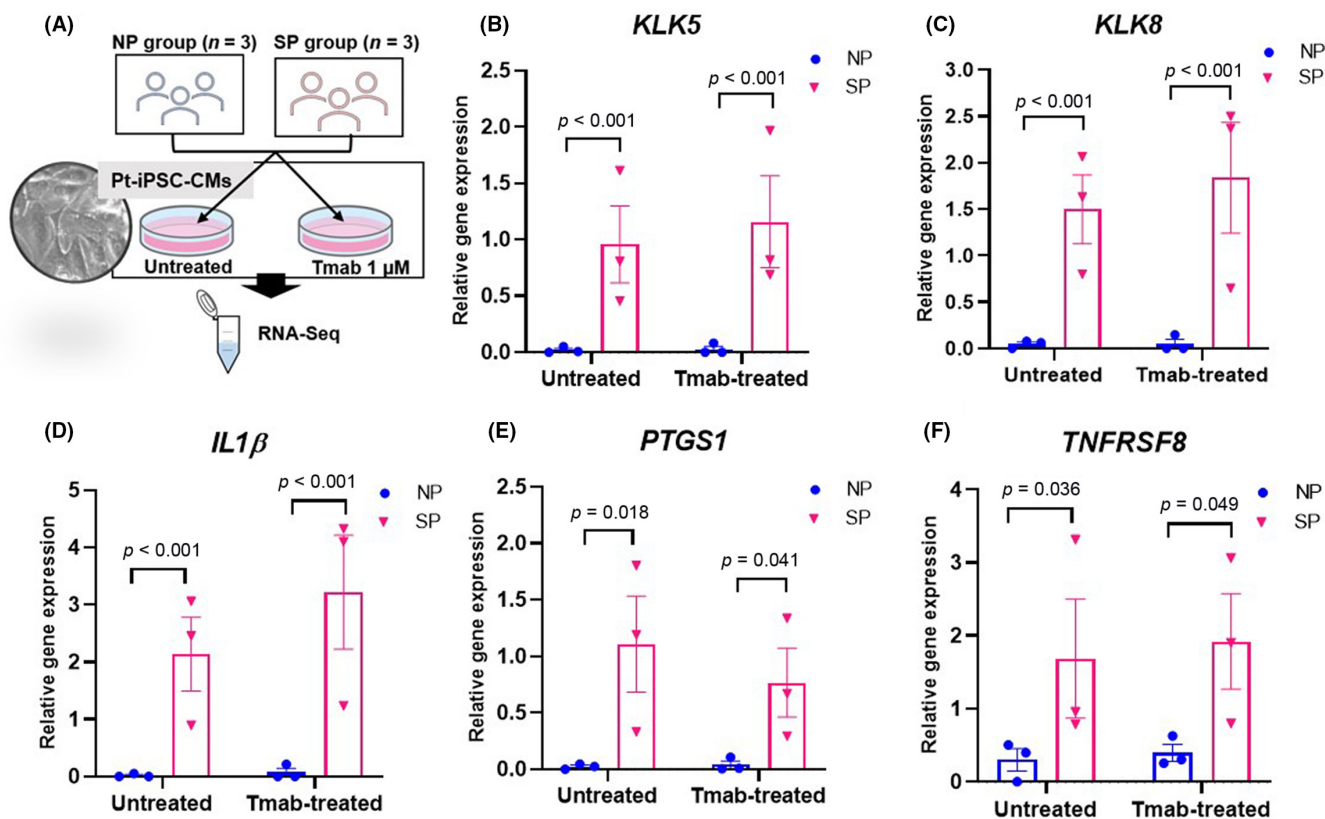 (A)
NP group (n = 3) SP group (n = 3)
Pt-iPSC-CMs
Untreated Tmab 1 µM
RNA-Seq
(B)
KLK5
NP
SP
Relative gene expression
2.5
2.0
1.5
1.0
0.5
0.0
p < 0.001
p < 0.001
Untreated Tmab-treated
(C)
KLK8
NP
SP
Relative gene expression
3.0
2.5
2.0
1.5
1.0
0.5
0.0
p < 0.001
p < 0.001
Untreated Tmab-treated
(D)
IL1β
NP
SP
Relative gene expression
5
4
3
2
1
0
p < 0.001
p < 0.001
Untreated Tmab-treated
(E)
PTGS1
NP
SP
Relative gene expression
2.5
2.0
1.5
1.0
0.5
0.0
p = 0.018
p = 0.041
Untreated Tmab-treated
(F)
TNFRSF8
NP
SP
Relative gene expression
4
3
2
1
0
p = 0.036
p = 0.049
Untreated Tmab-treated